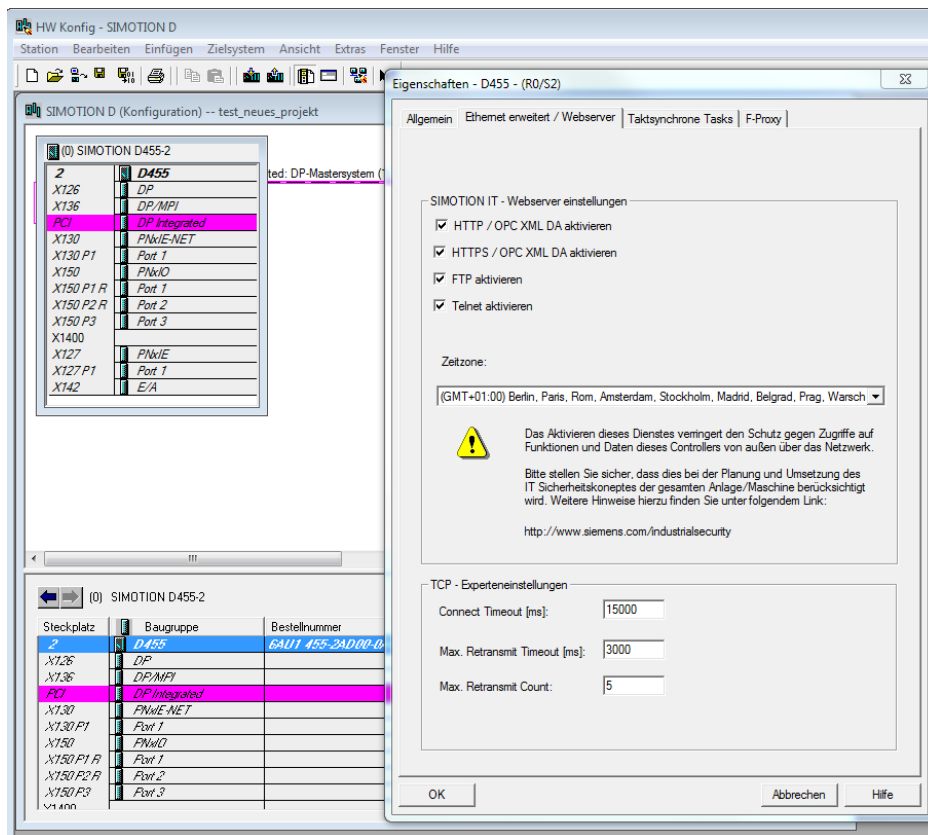 HW Konfig - SIMOTION D
Station Bearbeiten Einfügen Zielsystem Ansicht Extras Fenster Hilfe
SIMOTION D (Konfiguration) -- test_neues_projekt
(0) SIMOTION D455-2
2 D455
X126 DP
X136 DP/MPI
PCI DP Integrated
X130 PNxIE-NET
X130 P1 Port 1
X150 PNxIO
X150 P1 R Port 1
X150 P2 R Port 2
X150 P3 Port 3
X1400
X127 PNxIE
X127 P1 Port 1
X142 E/A
ted: DP-Mastersystem (
(0) SIMOTION D455-2
Steckplatz Baugruppe Bestellnummer
2 D455 6AU1 455-2AD00-0
X126 DP
X136 DP/MPI
PCI DP Integrated
X130 PNxIE-NET
X130 P1 Port 1
X150 PNxIO
X150 P1 R Port 1
X150 P2 R Port 2
X150 P3 Port 3
X1400
Eigenschaften - D455 - (R0/S2)
Allgemein Ethernet erweitert / Webserver Taktsynchrone Tasks F-Proxy
SIMOTION IT - Webserver einstellungen
HTTP / OPC XML DA aktivieren
HTTPS / OPC XML DA aktivieren
FTP aktivieren
Telnet aktivieren
Zeitzone:
(GMT+01:00) Berlin, Paris, Rom, Amsterdam, Stockholm, Madrid, Belgrad, Prag, Warsch
Das Aktivieren dieses Dienstes verringert den Schutz gegen Zugriffe auf
Funktionen und Daten dieses Controllers von außen über das Netzwerk.
Bitte stellen Sie sicher, dass dies bei der Planung und Umsetzung des
IT Sicherheitskoneptes der gesamten Anlage/Maschine berücksichtigt
wird. Weitere Hinweise hierzu finden Sie unter folgendem Link:
http://www.siemens.com/industrialsecurity
TCP - Experteneinstellungen
Connect Timeout [ms]: 15000
Max. Retransmit Timeout [ms]: 3000
Max. Retransmit Count: 5
OK Abbrechen Hilfe